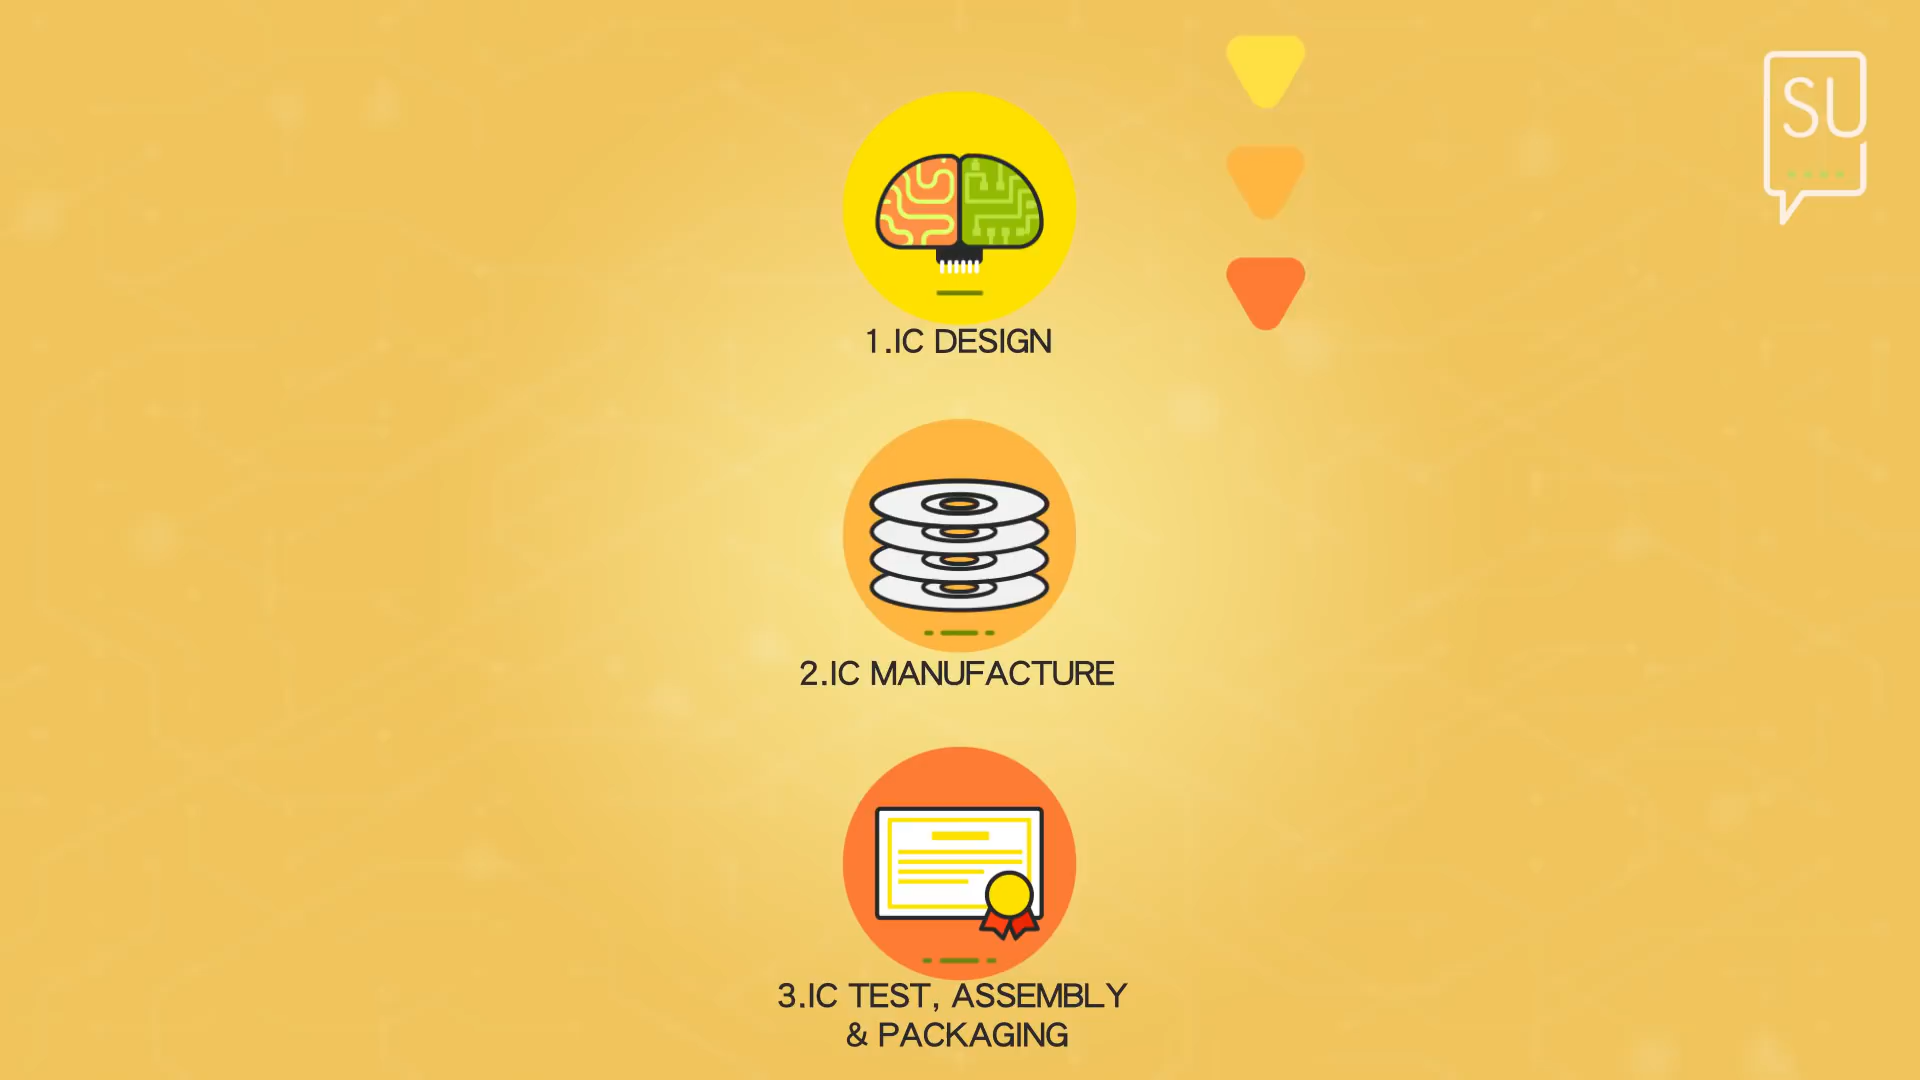 SU
1.IC DESIGN
2.IC MANUFACTURE
3.IC TEST, ASSEMBLY
& PACKAGING